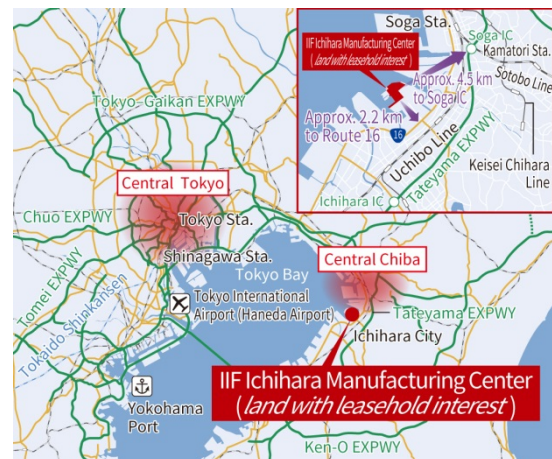 Soga Sta.
Soga IC
Kamatori Sta.
IIF Ichihara Manufacturing Center
(land with leasehold interest)
Approx. 4.5 km
to Soga IC
Sotobo Line
Approx. 2.2 km
to Route 16
16
Uchibo Line
Tateyama EXPWY
Keisei Chihara
Line
Ichihara IC
Tokyo-Gaikan EXPWY
Central Tokyo
Chuo EXPWY
Tokyo Sta.
Shinagawa Sta.
Tokyo Bay
Central Chiba
Tomei EXPWY
Tokaido Shinkansen
Tokyo International
Airport (Haneda Airport)
Tateyama EXPWY
Ichihara City
IIF Ichihara Manufacturing Center
(land with leasehold interest)
Yokohama
Port
Ken-O EXPWY